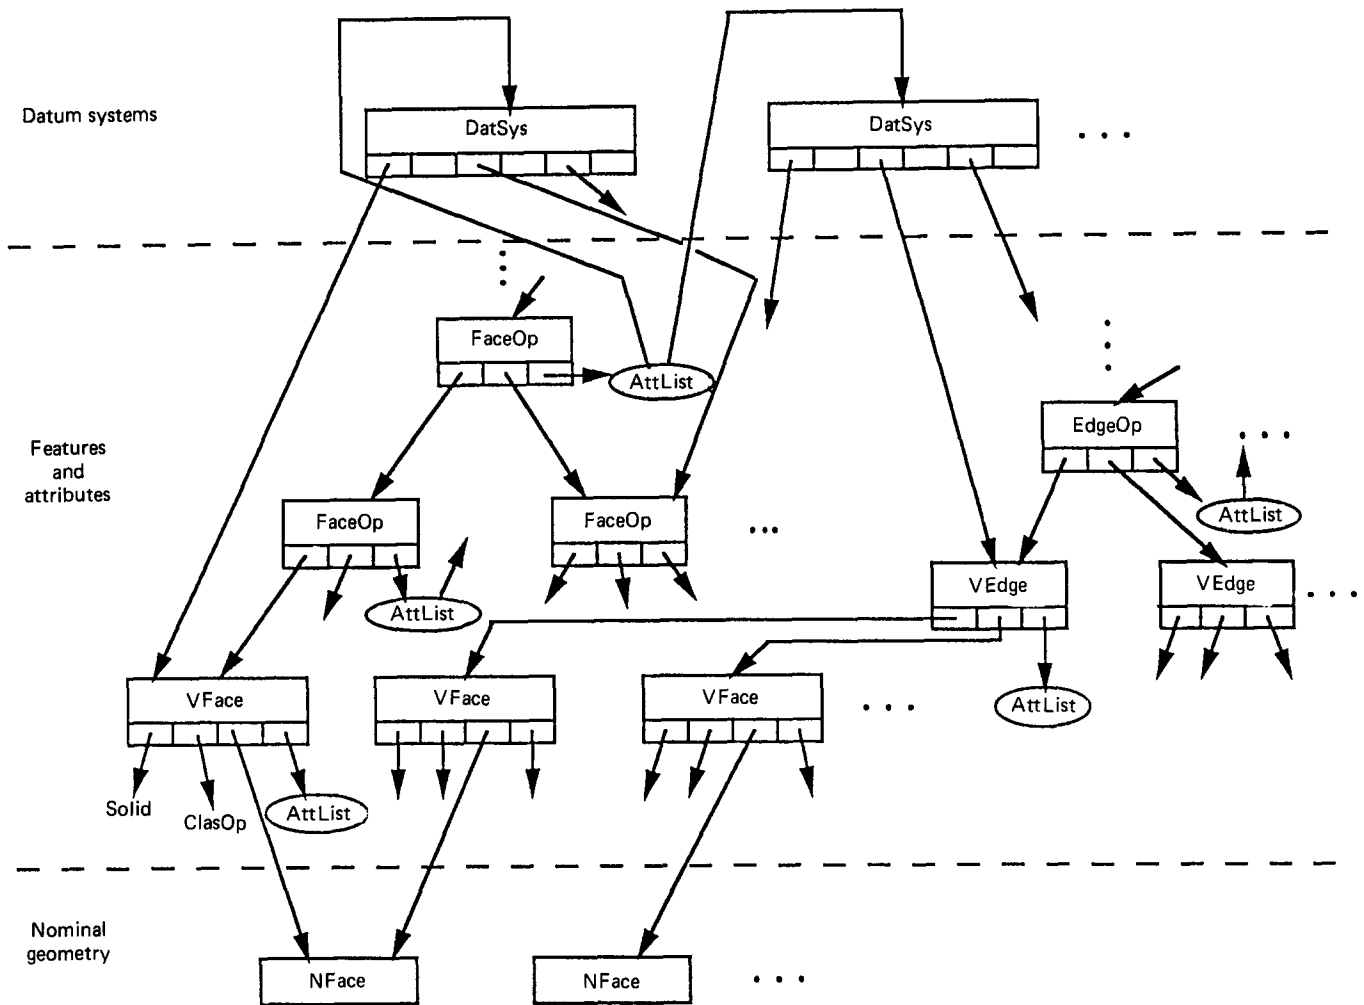 Datum systems
DatSys
DatSys
. . .
FaceOp
AttList
EdgeOp
Features
and
attributes
. . .
FaceOp
FaceOp
...
AttList
AttList
VEdge
VEdge
. . .
VFace
VFace
VFace
. . .
AttList
Solid
ClasOp
AttList
Nominal
geometry
NFace
NFace
. . .